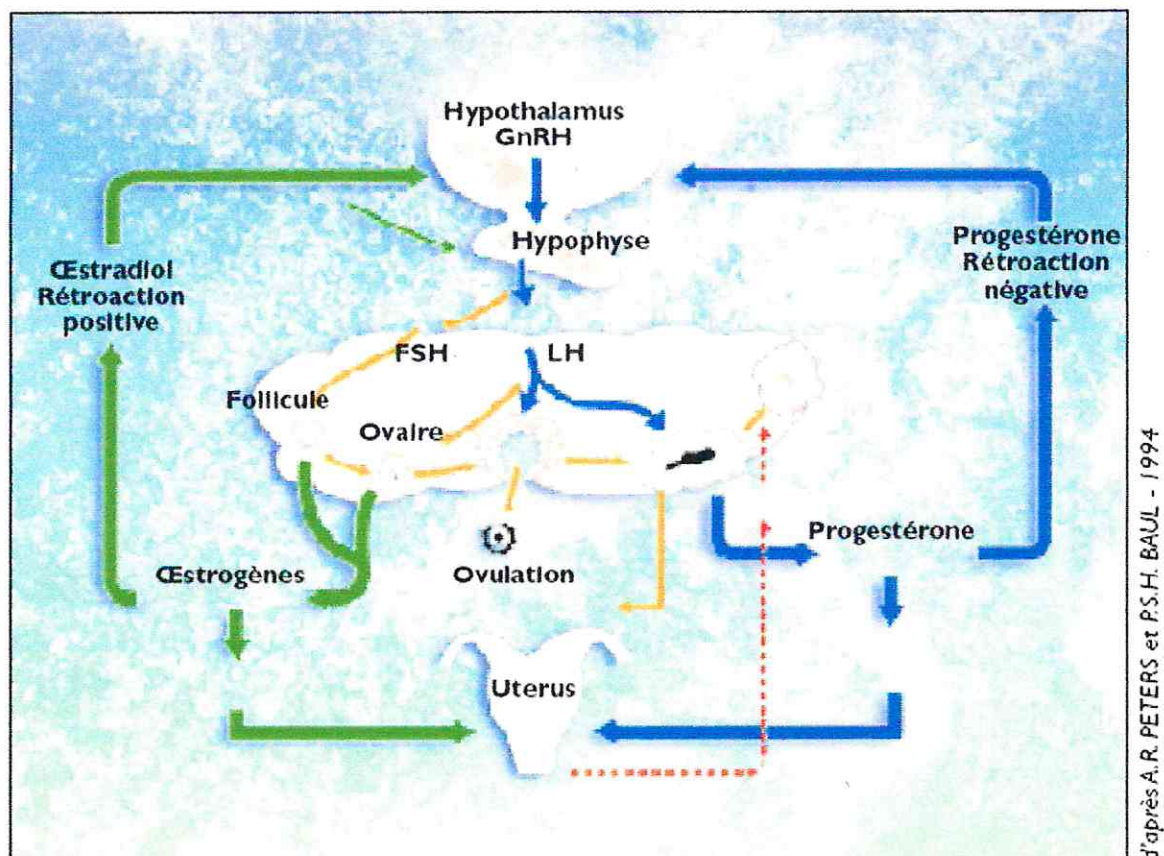 Hypothalamus
GnRH
Hypophyse
Œstradiol
Rétroaction
positive
Progestérone
Rétroaction
négative
FSH
LH
Follicule
Ovaire
Progestérone
Œstrogènes
Ovulation
Uterus
d'après A.R. PETERS et P.S.H. BAUL - 1994